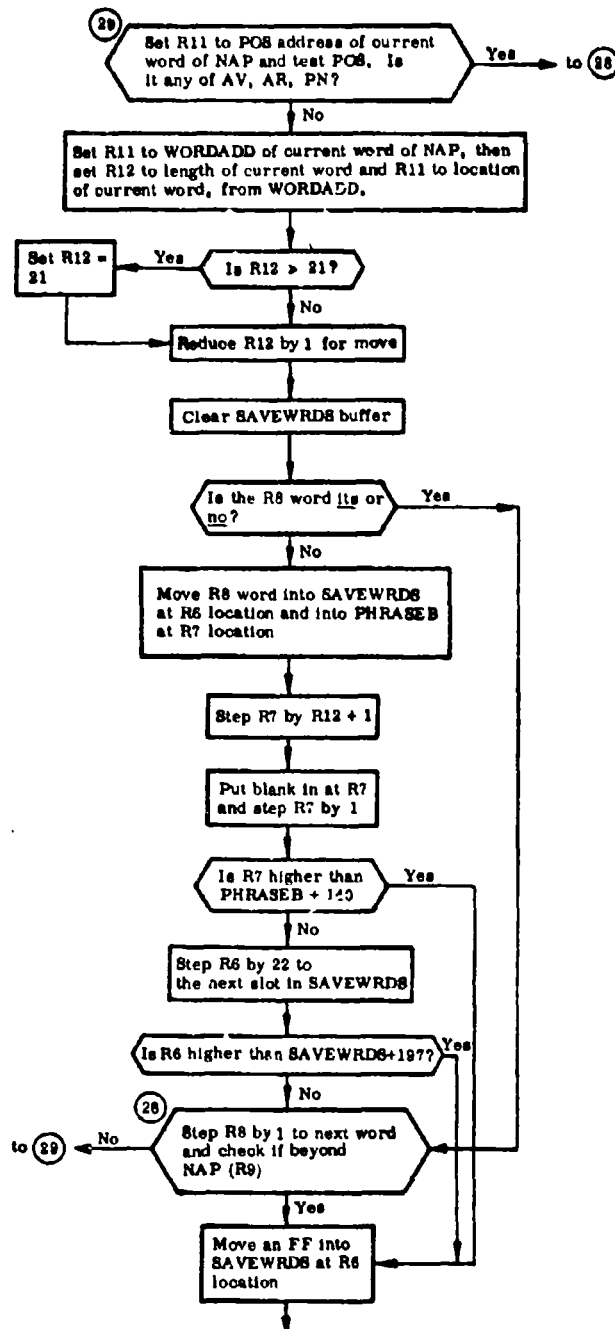 29
Set R11 to POS address of current
word of NAP and test POS. Is
it any of AV, AR, PN?
Yes
to 28
No
Set R11 to WORDADD of current word of NAP, then
set R12 to length of current word and R11 to location
of current word, from WORDADD.
Set R12 =
21
Yes
Is R12 > 21?
No
Reduce R12 by 1 for move
Clear SAVEWRDS buffer
Is the R8 word its or
no?
Yes
No
Move R8 word into SAVEWRDS
at R6 location and into PHRASEB
at R7 location
Step R7 by R12 + 1
Put blank in at R7
and step R7 by 1
Is R7 higher than
PHRASEB +
Yes
No
Step R6 by 22 to
the next slot in SAVEWRDS
Is R6 higher than SAVEWRDS+197?
Yes
No
28
to 29
No
Step R8 by 1 to next word
and check if beyond
NAP (R9)
Yes
Move an FF into
SAVEWRDS at R6
location